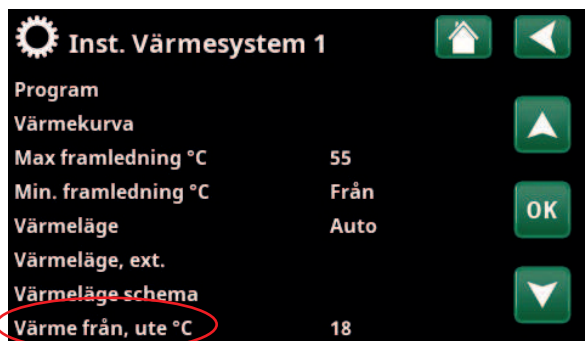 Inst. Värmesystem 1
Program
Värmekurva
Max framledning °C 55
Min. framledning °C Från
Värmeläge Auto
Värmeläge, ext.
Värmeläge schema
Värme från, ute °C 18
OK